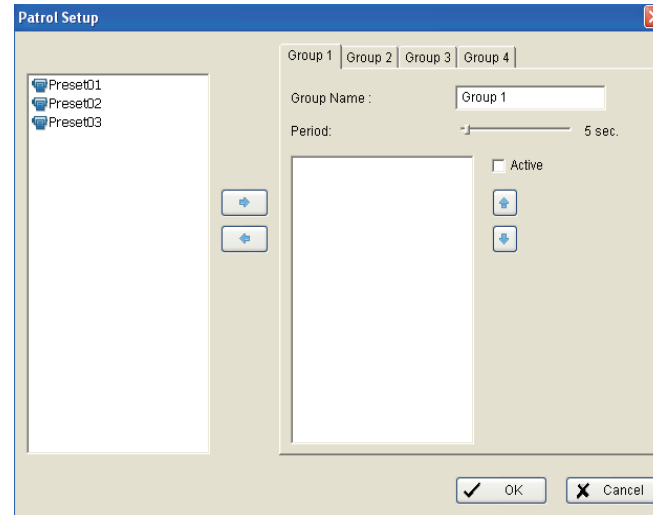 Patrol Setup
Group 1 Group 2 Group 3 Group 4
Preset01
Preset02
Preset03
Group Name : Group 1
Period: 5 sec.
Active
OK Cancel